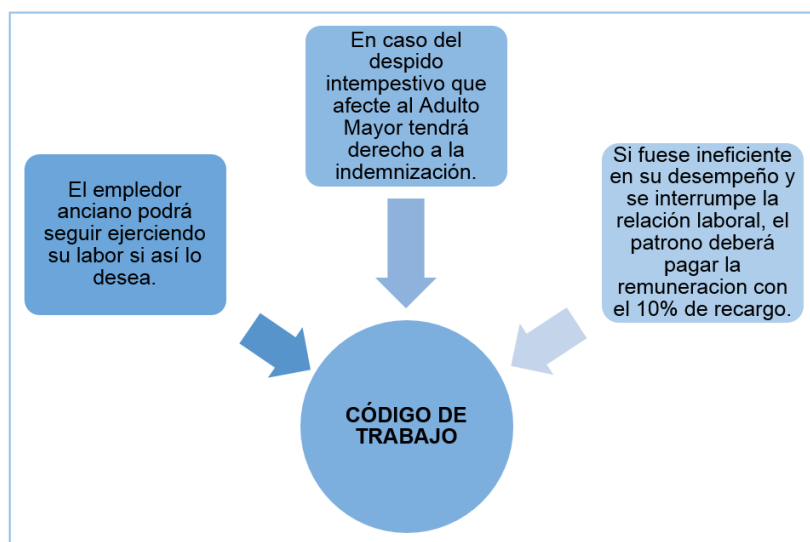 El empledor
anciano podrá
seguir ejerciendo
su labor si así lo
desea.
En caso del
despido
intempestivo que
afecte al Adulto
Mayor tendrá
derecho a la
indemnización.
Si fuese ineficiente
en su desempeño y
se interrumpe la
relación laboral, el
patrono deberá
pagar la
remuneracion con
el 10% de recargo.
CÓDIGO DE
TRABAJO